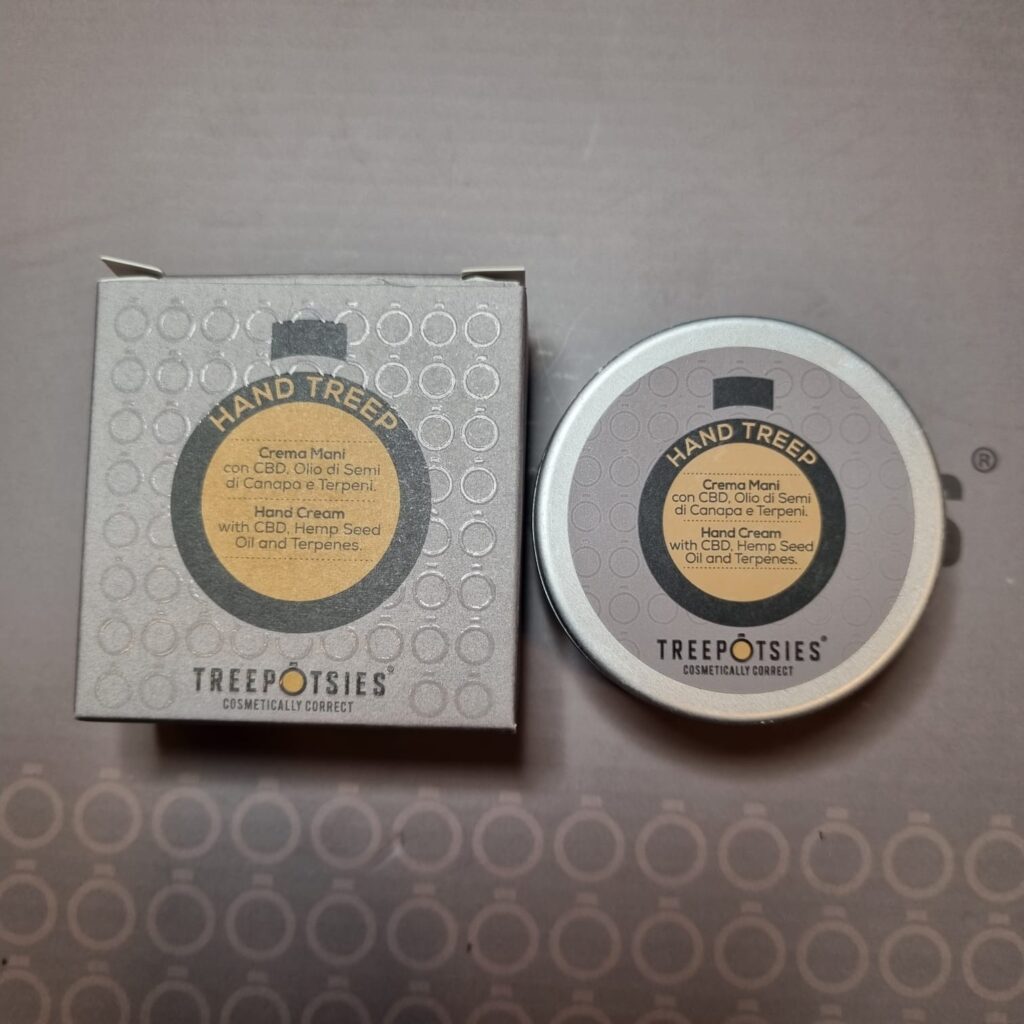 HAND TREEP
Crema Mani
con CBD, Olio di Semi
di Canapa e Terpeni.
Hand Cream
with CBD, Hemp Seed
Oil and Terpenes.
TREEPOTSIES®
COSMETICALLY CORRECT
HAND TREEP
Crema Mani
con CBD, Olio di Semi
di Canapa e Terpeni.
Hand Cream
with CBD, Hemp Seed
Oil and Terpenes.
TREEPOTSIES®
COSMETICALLY CORRECT
S®